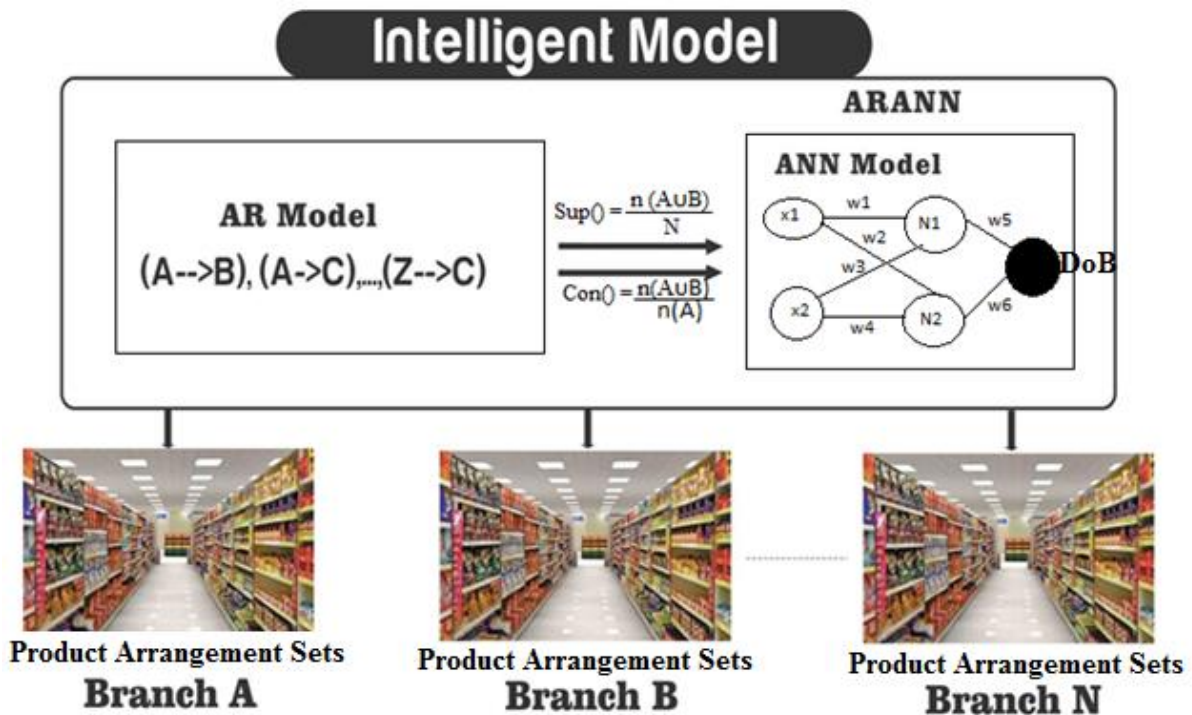 Intelligent Model
ARANN
AR Model
(A-->B), (A->C),...,(Z-->C)
Sup() = n (A∪B)
N
Con() = n(A∪B)
n(A)
ANN Model
x1
w1
N1
w5
w2
w3
DoB
x2
w4
N2
w6
Product Arrangement Sets
Branch A
Product Arrangement Sets
Branch B
Product Arrangement Sets
Branch N